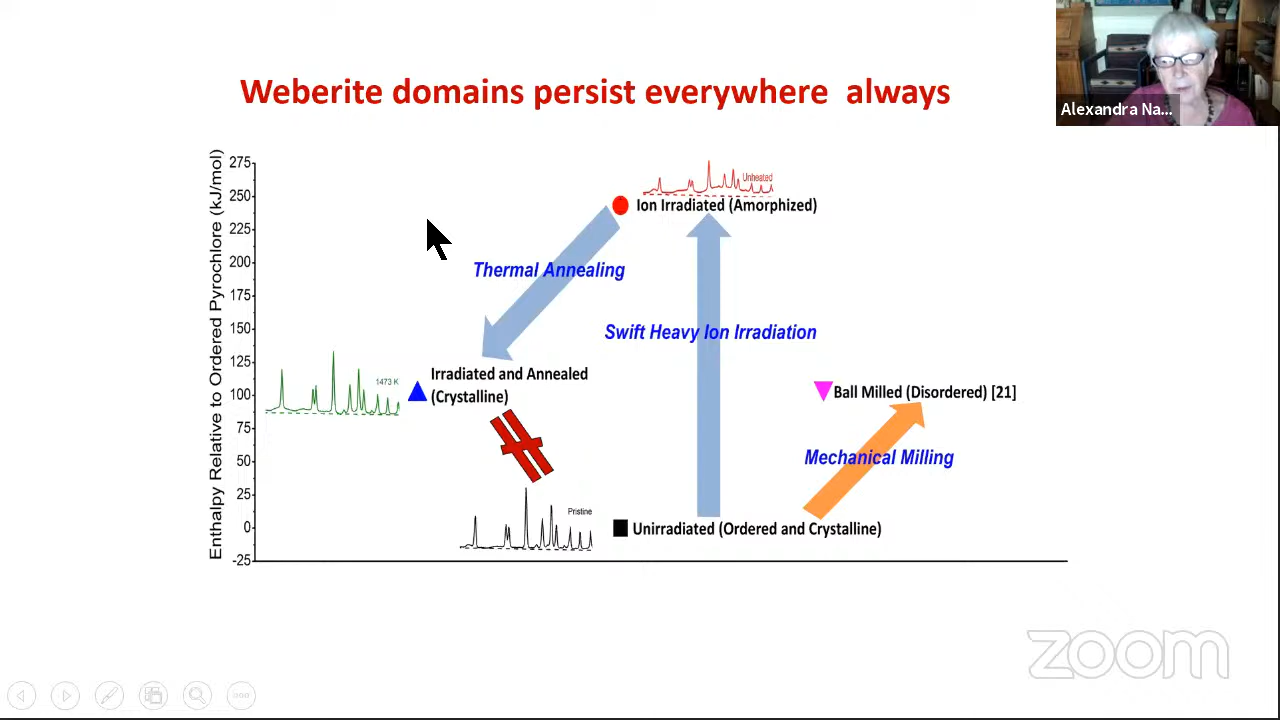 Weberite domains persist everywhere always
Alexandra Na...
Enthalpy Relative to Ordered Pyrochlore (kJ/mol)
275
250
225
200
175
150
125
100
75
50
25
0
-25
Unheated
Ion Irradiated (Amorphized)
Thermal Annealing
Swift Heavy Ion Irradiation
1473 K
Irradiated and Annealed
(Crystalline)
Ball Milled (Disordered) [21]
Mechanical Milling
Pristine
Unirradiated (Ordered and Crystalline)
zoom